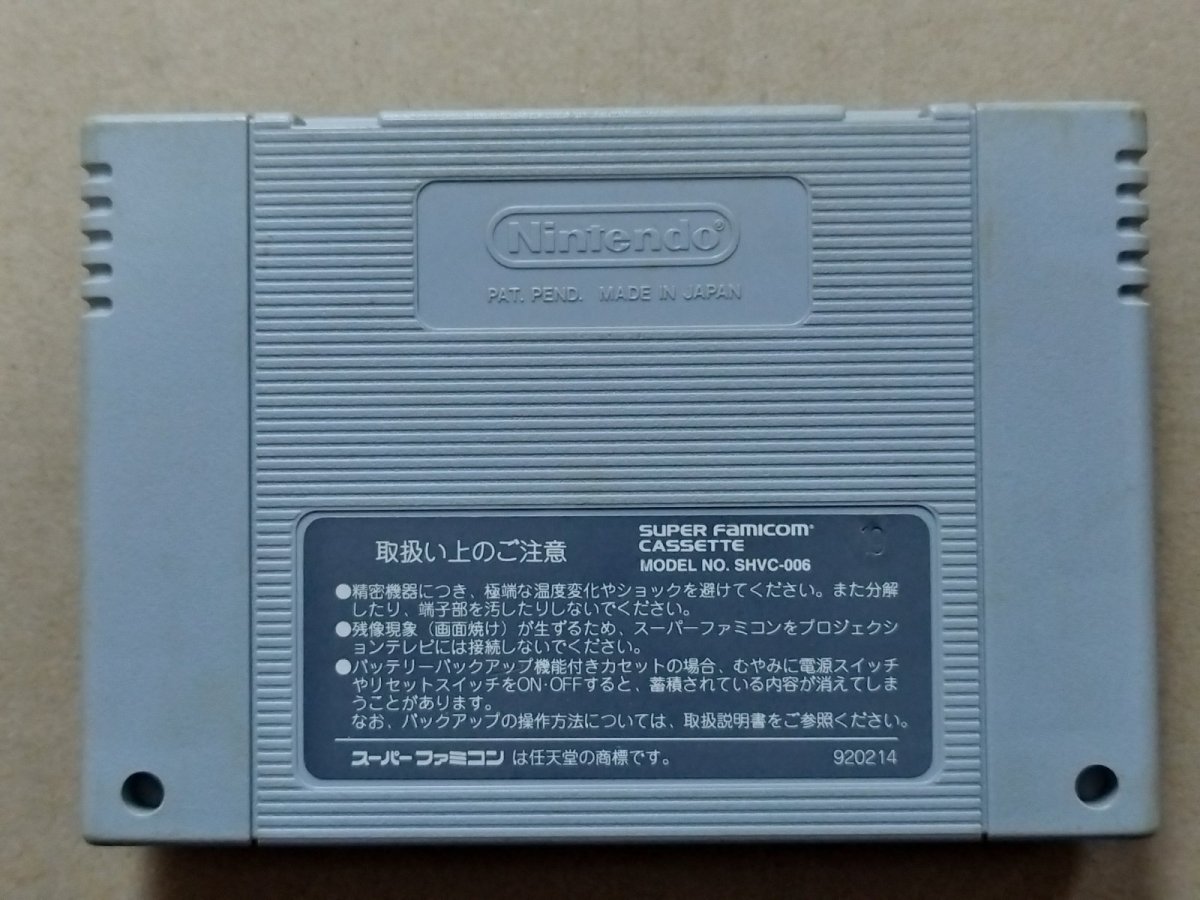 Nintendo®
PAT. PEND. MADE IN JAPAN
取扱い上のご注意
SUPER FAMICOM®
CASSETTE
MODEL NO. SHVC-006
●精密機器につき、極端な温度変化やショックを避けてください。また分解
したり、端子部を汚したりしないでください。
●残像現象（画面焼け）が生ずるため、スーパーファミコンをプロジェクシ
ョンテレビには接続しないでください。
●バッテリーバックアップ機能付きカセットの場合、むやみに電源スイッチ
やリセットスイッチをON·OFFすると、蓄積されている内容が消えてしま
うことがあります。
なお、バックアップの操作方法については、取扱説明書をご参照ください。
スーパーファミコンは任天堂の商標です。
920214